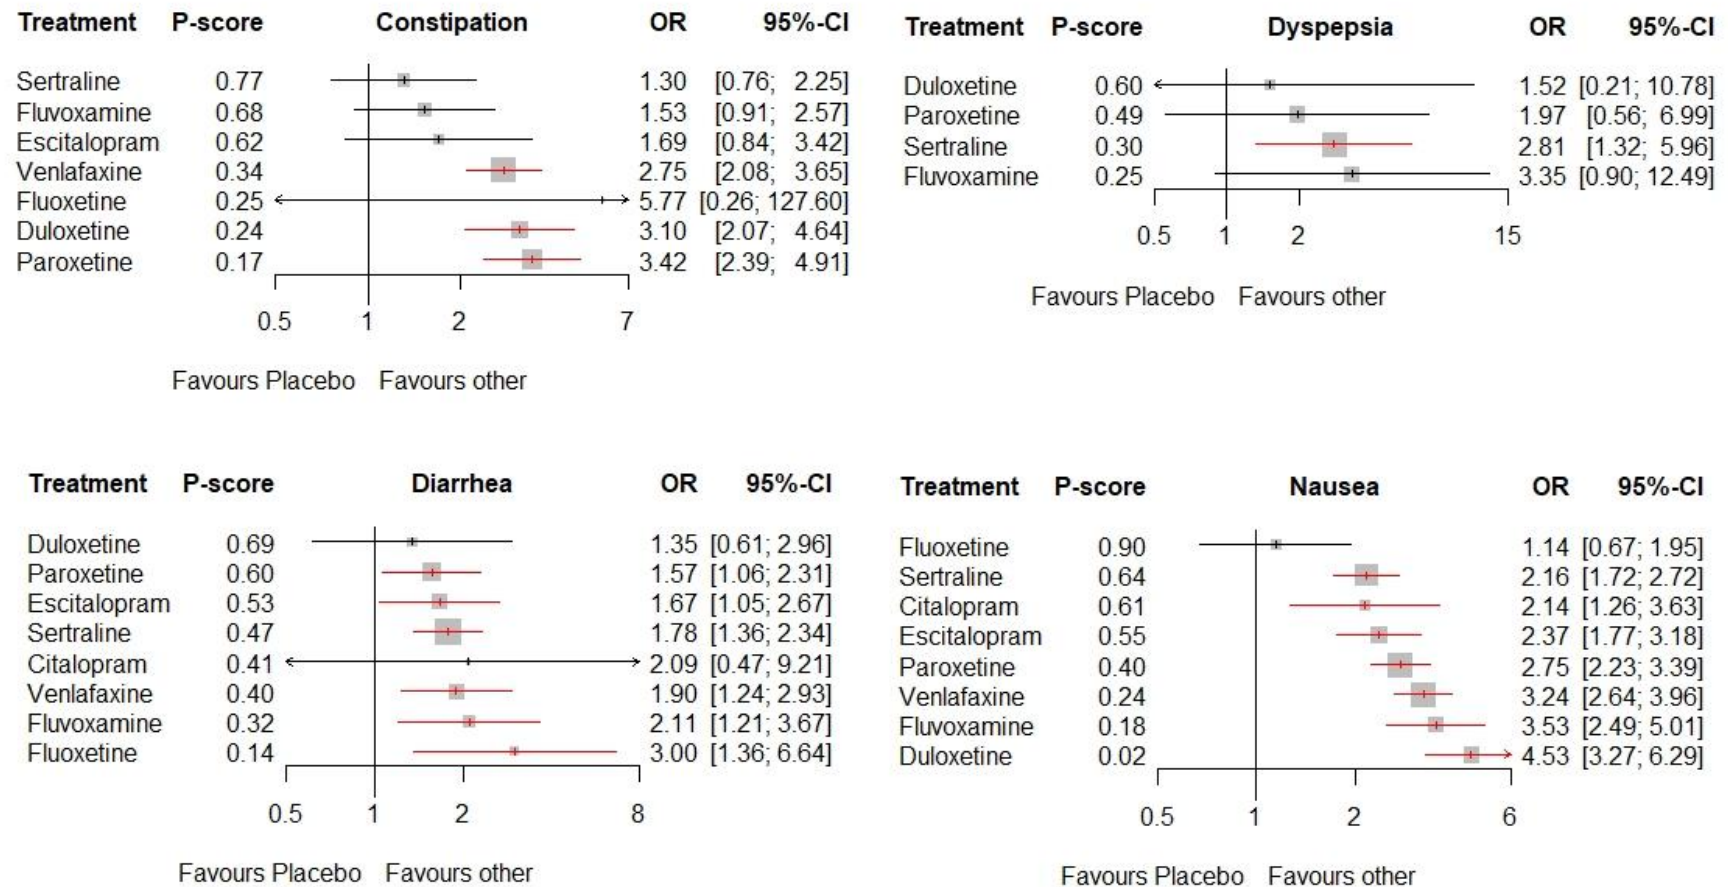 Treatment P-score Constipation OR 95%-CI
Sertraline 0.77 1.30 [0.76; 2.25]
Fluvoxamine 0.68 1.53 [0.91; 2.57]
Escitalopram 0.62 1.69 [0.84; 3.42]
Venlafaxine 0.34 2.75 [2.08; 3.65]
Fluoxetine 0.25 5.77 [0.26; 127.60]
Duloxetine 0.24 3.10 [2.07; 4.64]
Paroxetine 0.17 3.42 [2.39; 4.91]
0.5 1 2 7
Favours Placebo Favours other
Treatment P-score Dyspepsia OR 95%-CI
Duloxetine 0.60 1.52 [0.21; 10.78]
Paroxetine 0.49 1.97 [0.56; 6.99]
Sertraline 0.30 2.81 [1.32; 5.96]
Fluvoxamine 0.25 3.35 [0.90; 12.49]
0.5 1 2 15
Favours Placebo Favours other
Treatment P-score Diarrhea OR 95%-CI
Duloxetine 0.69 1.35 [0.61; 2.96]
Paroxetine 0.60 1.57 [1.06; 2.31]
Escitalopram 0.53 1.67 [1.05; 2.67]
Sertraline 0.47 1.78 [1.36; 2.34]
Citalopram 0.41 2.09 [0.47; 9.21]
Venlafaxine 0.40 1.90 [1.24; 2.93]
Fluvoxamine 0.32 2.11 [1.21; 3.67]
Fluoxetine 0.14 3.00 [1.36; 6.64]
0.5 1 2 8
Favours Placebo Favours other
Treatment P-score Nausea OR 95%-CI
Fluoxetine 0.90 1.14 [0.67; 1.95]
Sertraline 0.64 2.16 [1.72; 2.72]
Citalopram 0.61 2.14 [1.26; 3.63]
Escitalopram 0.55 2.37 [1.77; 3.18]
Paroxetine 0.40 2.75 [2.23; 3.39]
Venlafaxine 0.24 3.24 [2.64; 3.96]
Fluvoxamine 0.18 3.53 [2.49; 5.01]
Duloxetine 0.02 4.53 [3.27; 6.29]
0.5 1 2 6
Favours Placebo Favours other